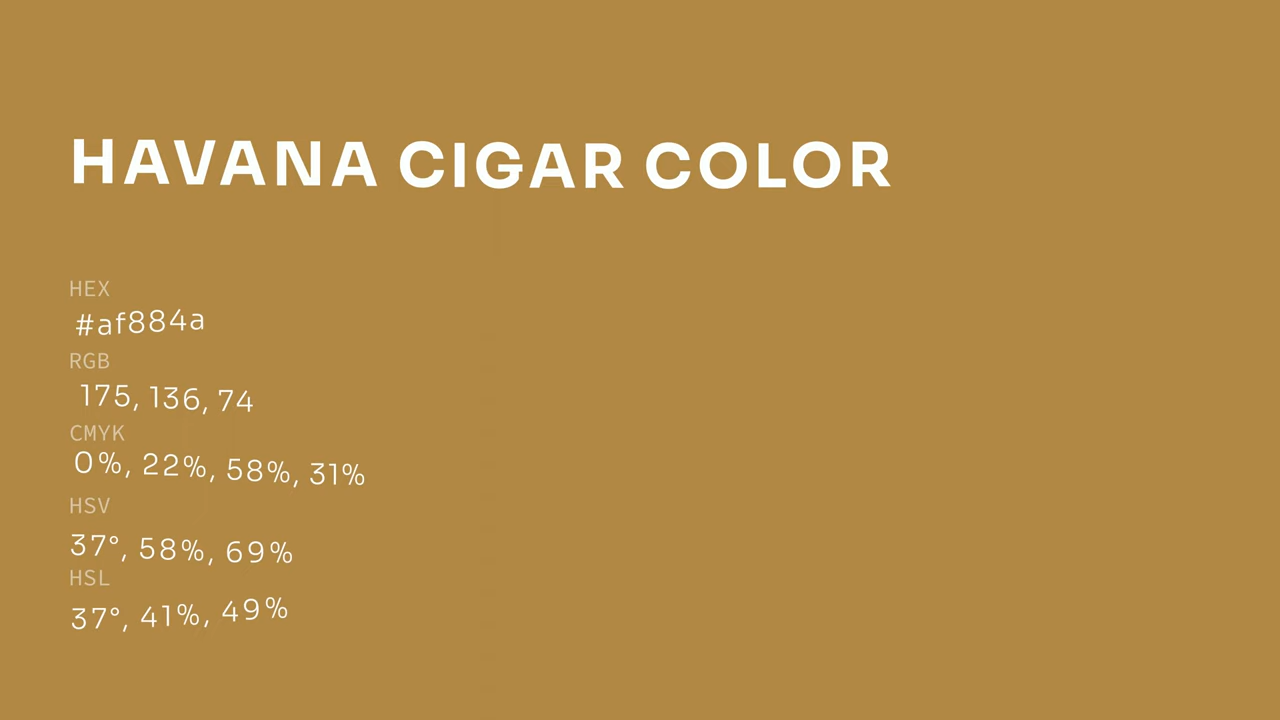 HAVANA CIGAR COLOR
HEX
#af884a
RGB
175, 136, 74
CMYK
0%, 22%, 58%, 31%
HSV
37°, 58%, 69%
HSL
37°, 41%, 49%